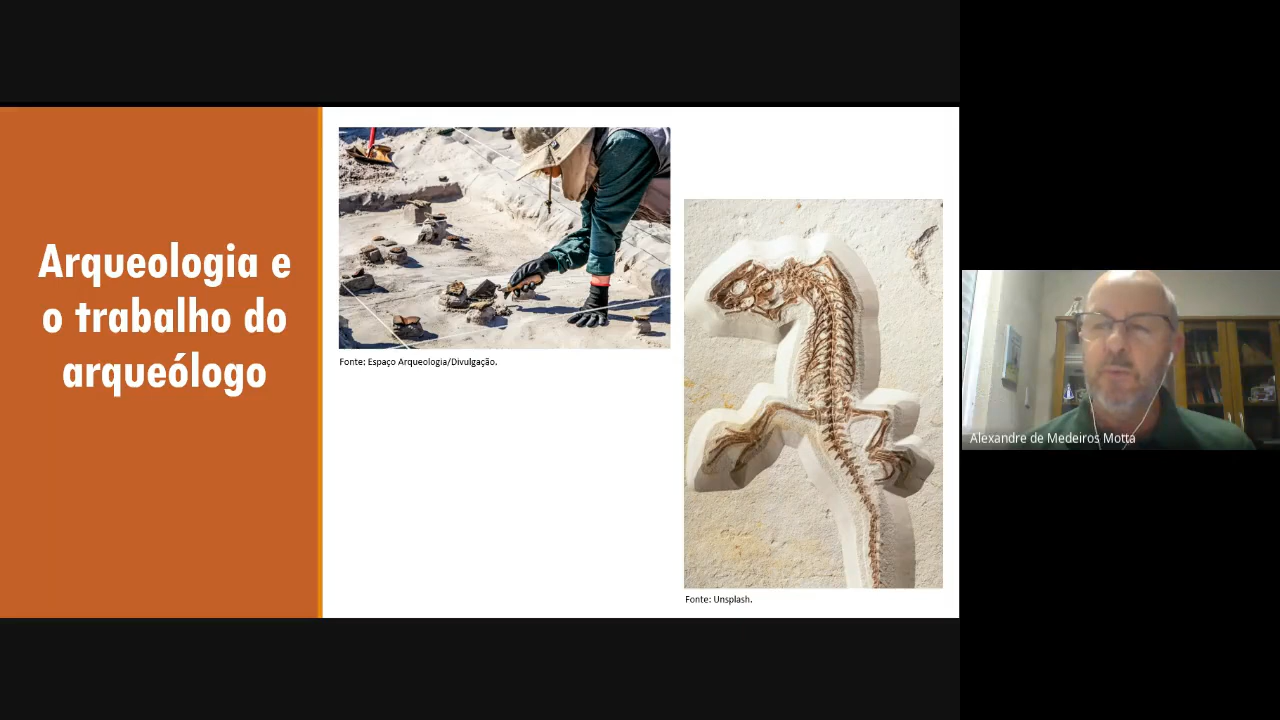 Arqueologia e
o trabalho do
arqueólogo
Fonte: Espaço Arqueologia/Divulgação.
Fonte: Unsplash.
Alexandre de Medeiros Motta